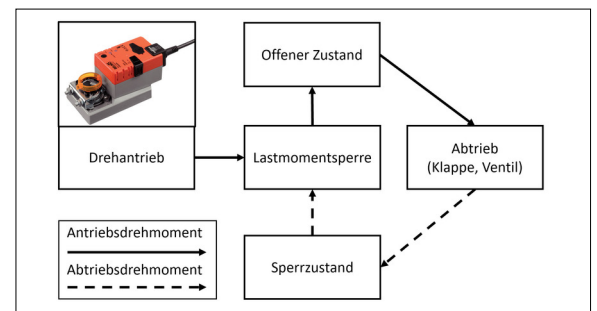 Offener Zustand
Drehantrieb
Lastmomentsperre
Abtrieb
(Klappe, Ventil)
Antriebsdrehmoment
Abtriebsdrehmoment
Sperrzustand